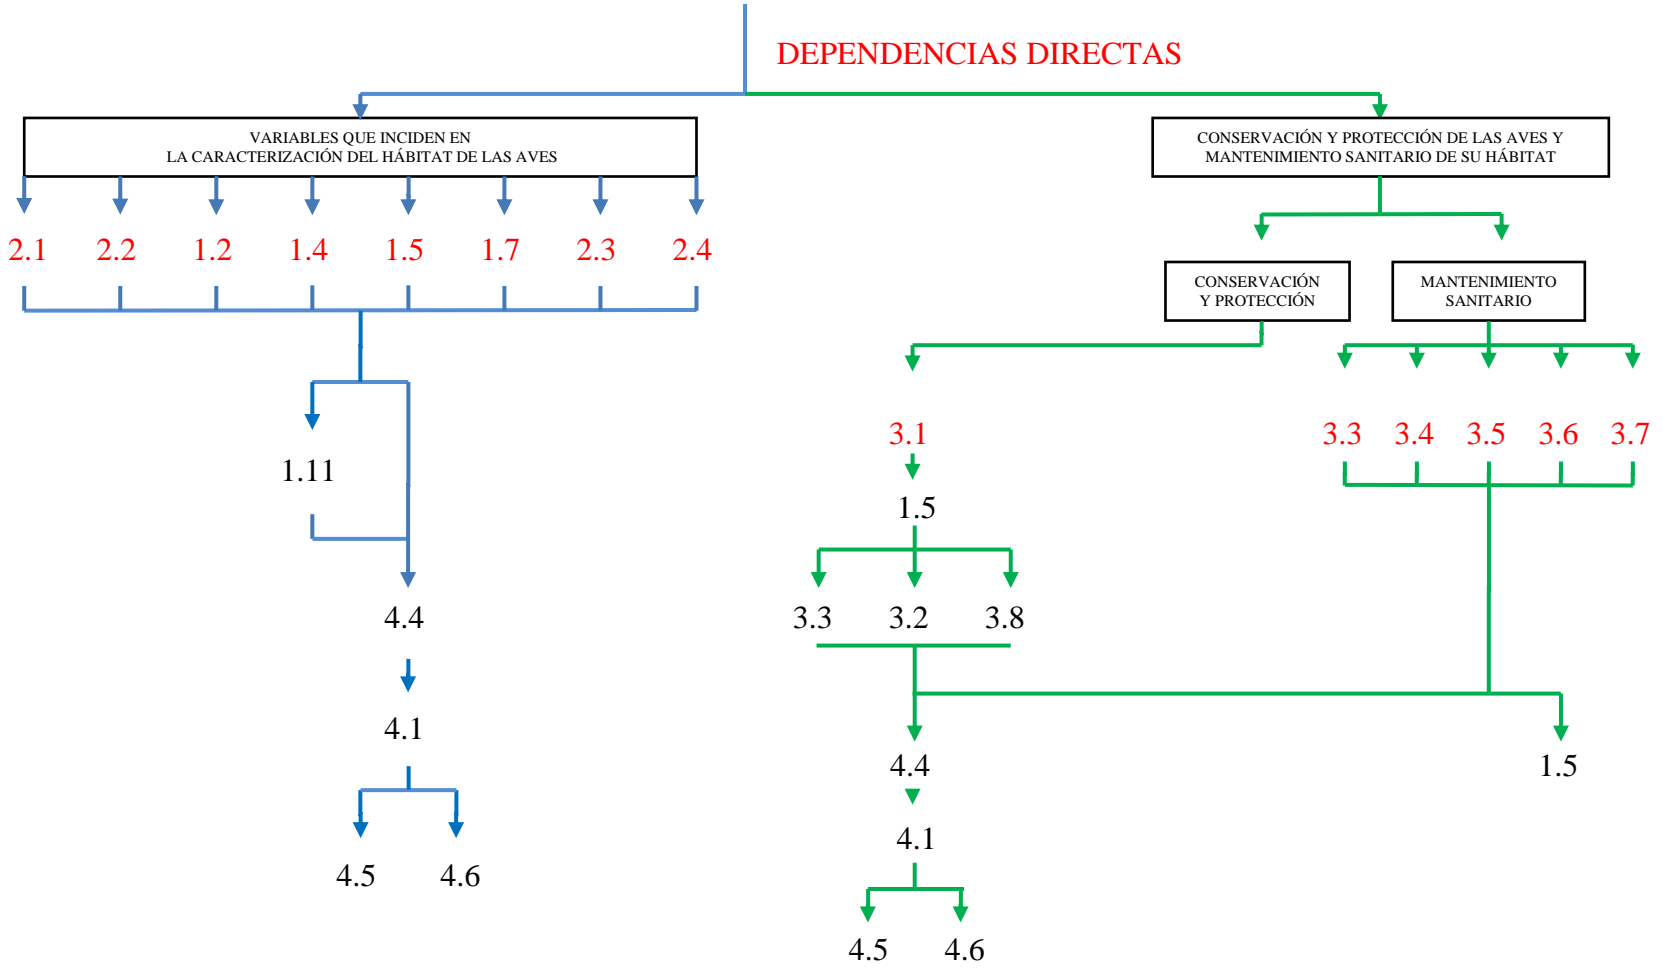 DEPENDENCIAS DIRECTAS
VARIABLES QUE INCIDEN EN
LA CARACTERIZACIÓN DEL HÁBITAT DE LAS AVES
CONSERVACIÓN Y PROTECCIÓN DE LAS AVES Y
MANTENIMIENTO SANITARIO DE SU HÁBITAT
2.1 2.2 1.2 1.4 1.5 1.7 2.3 2.4
CONSERVACIÓN
Y PROTECCIÓN
MANTENIMIENTO
SANITARIO
3.1
3.3 3.4 3.5 3.6 3.7
1.11
1.5
4.4
3.3 3.2 3.8
4.1
4.4
1.5
4.1
4.5 4.6
4.5 4.6